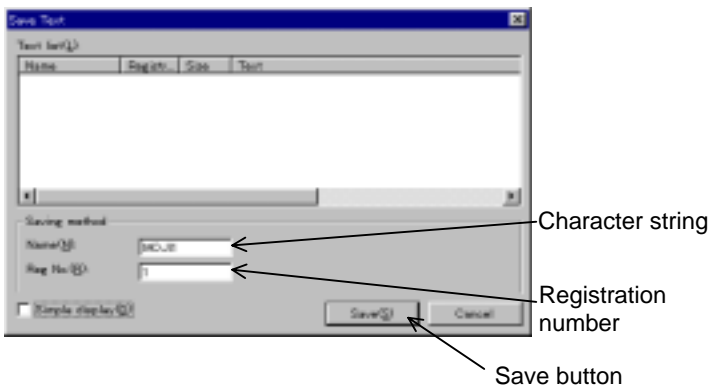 Save Text
Text list(L)
Name Registr... Size Text
Saving method
Name(N):
Character string
Reg No.(R):
1
Registration
number
Simple display(D)
Save(S)
Cancel
Save button